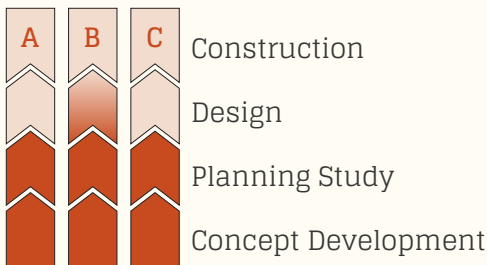 A B C
Construction
Design
Planning Study
Concept Development